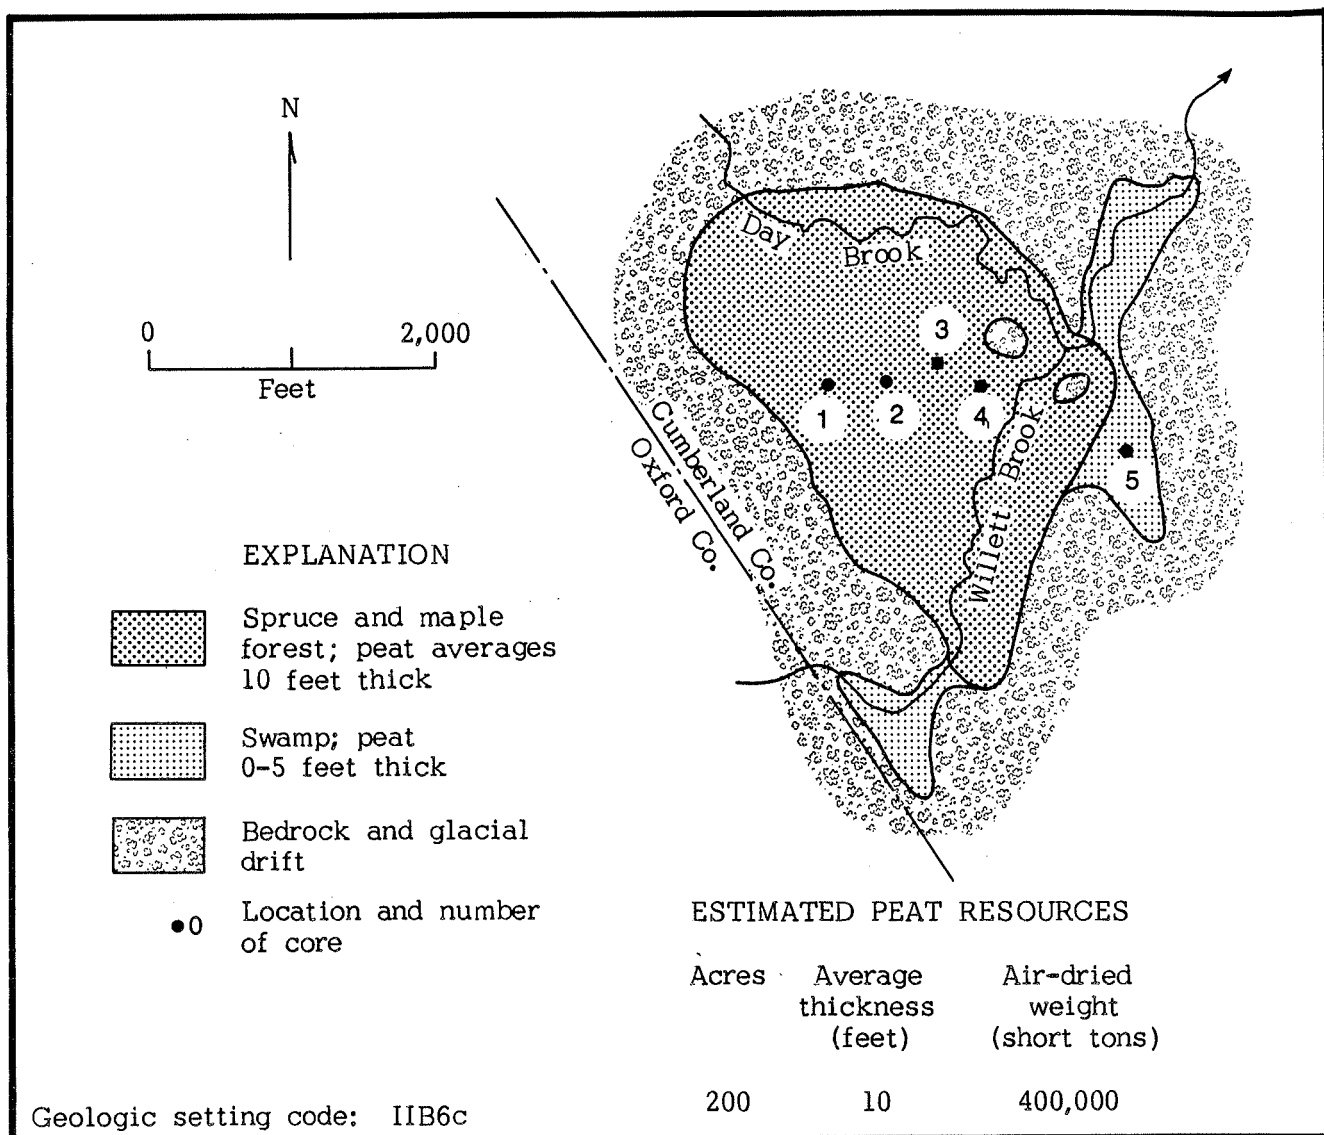 N
0 2,000
Feet
Day Brook
3
1 2 4
5
Willett Brook
Cumberland Co.
Oxford Co.
EXPLANATION
Spruce and maple
forest; peat averages
10 feet thick
Swamp; peat
0-5 feet thick
Bedrock and glacial
drift
0 Location and number
of core
ESTIMATED PEAT RESOURCES
Acres Average Air-dried
thickness weight
(feet) (short tons)
200 10 400,000
Geologic setting code: IIB6c